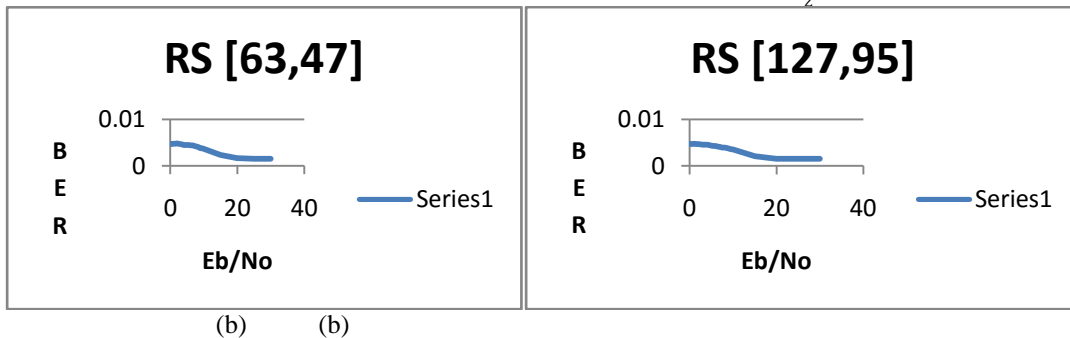 2
RS [63,47]
0.01
0
B
E
R
0 20 40
Series1
Eb/No
RS [127,95]
0.01
0
B
E
R
0 20 40
Series1
Eb/No
(b) (b)